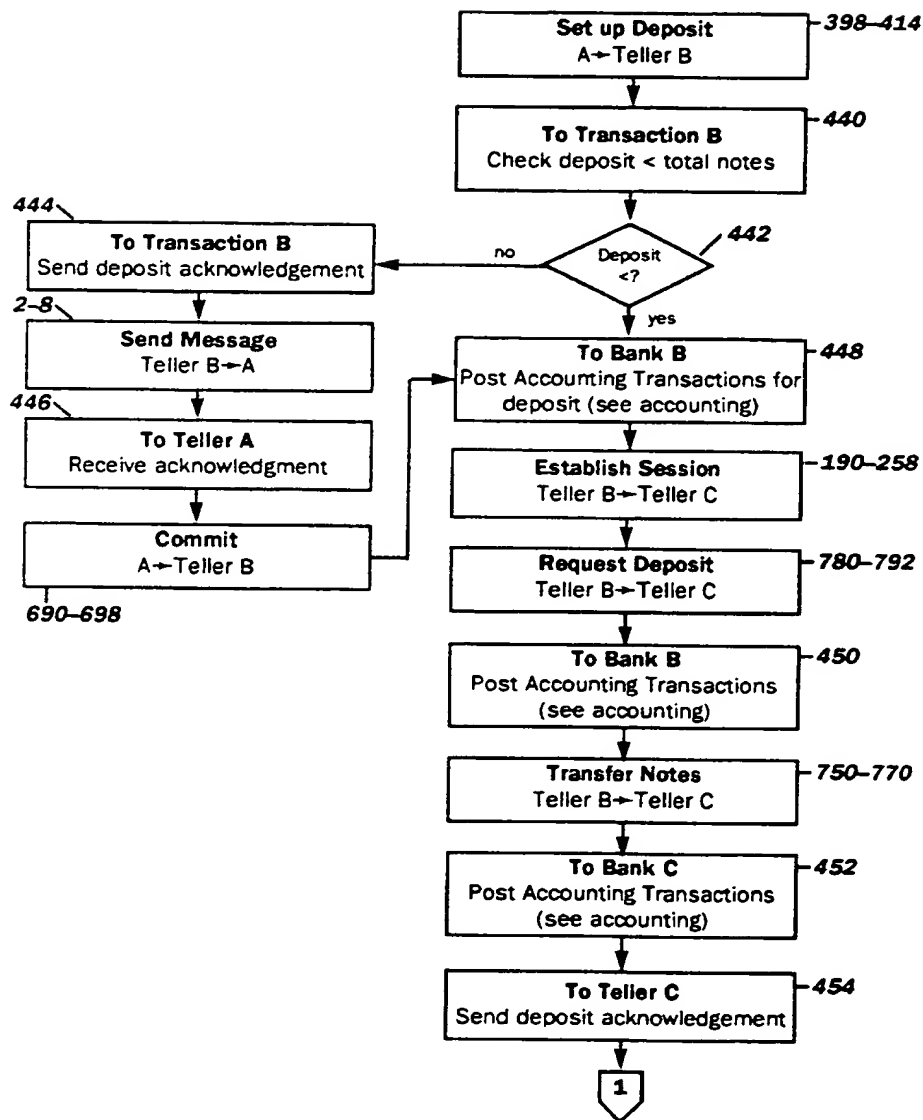 Set up Deposit
A→Teller B
398–414
To Transaction B
Check deposit < total notes
440
Deposit
<?
442
no
yes
444
To Transaction B
Send deposit acknowledgement
2–8
Send Message
Teller B→A
446
To Teller A
Receive acknowledgment
Commit
A→Teller B
690–698
To Bank B
Post Accounting Transactions for
deposit (see accounting)
448
Establish Session
Teller B→Teller C
190–258
Request Deposit
Teller B→Teller C
780–792
To Bank B
Post Accounting Transactions
(see accounting)
450
Transfer Notes
Teller B→Teller C
750–770
To Bank C
Post Accounting Transactions
(see accounting)
452
To Teller C
Send deposit acknowledgement
454
1